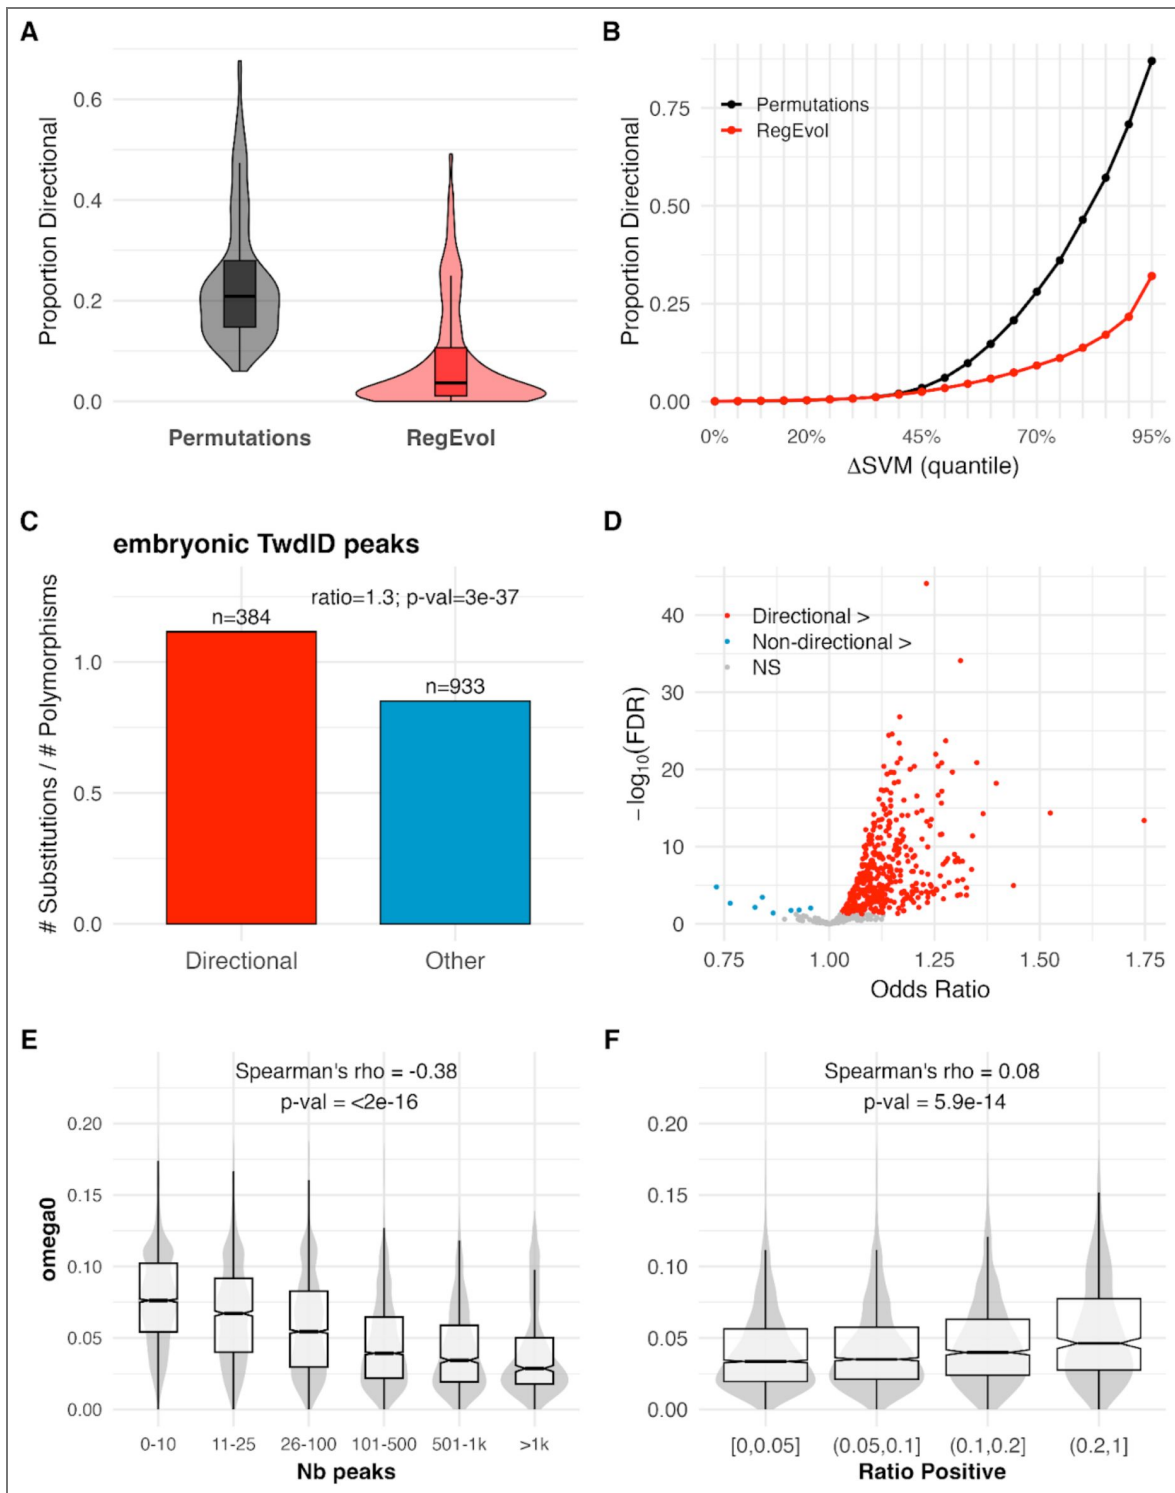 A
Proportion Directional
0.6
0.4
0.2
0.0
Permutations
RegEvol
B
Proportion Directional
0.75
0.50
0.25
0.00
Permutations
RegEvol
0%
20%
45%
70%
95%
ΔSVM (quantile)
C
embryonic TwdlD peaks
# Substitutions / # Polymorphisms
ratio=1.3; p-val=3e-37
n=384
n=933
1.0
0.5
0.0
Directional
Other
D
−log10(FDR)
40
30
20
10
0
Directional >
Non-directional >
NS
0.75
1.00
1.25
1.50
1.75
Odds Ratio
E
Spearman's rho = -0.38
p-val = <2e-16
omega0
0.20
0.15
0.10
0.05
0.00
0-10
11-25
26-100
101-500
501-1k
>1k
Nb peaks
F
Spearman's rho = 0.08
p-val = 5.9e-14
0.20
0.15
0.10
0.05
0.00
[0,0.05]
(0.05,0.1]
(0.1,0.2]
(0.2,1]
Ratio Positive